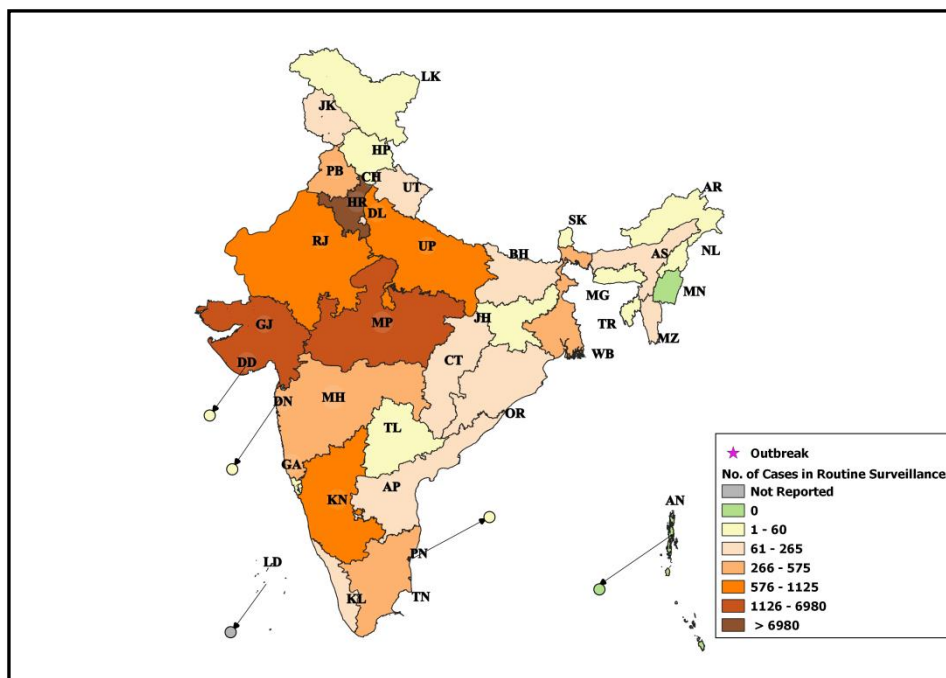 LK
JK
HP
PB
CH
UT
HR
DL
AR
SK
RJ
UP
BH
AS
NL
MG
MN
GJ
MP
JH
TR
MZ
DD
CT
WB
DN
MH
OR
TL
GA
AP
KN
AN
PN
LD
KL
TN
Outbreak
No. of Cases in Routine Surveillance
Not Reported
0
1 - 60
61 - 265
266 - 575
576 - 1125
1126 - 6980
> 6980